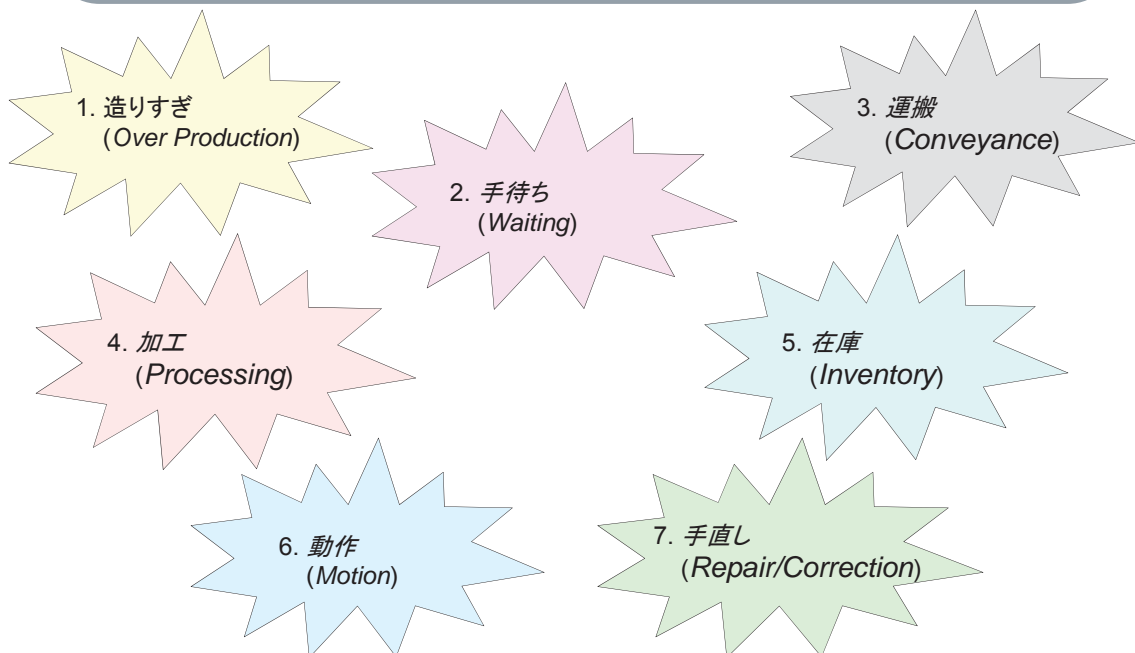 1. 造りすぎ
(Over Production)
2. 手待ち
(Waiting)
3. 運搬
(Conveyance)
4. 加工
(Processing)
5. 在庫
(Inventory)
6. 動作
(Motion)
7. 手直し
(Repair/Correction)